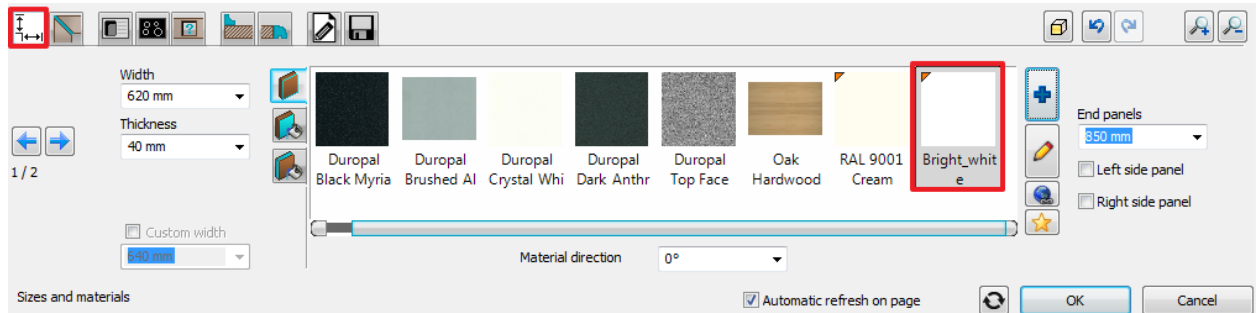 Width
620 mm
Thickness
40 mm
1 / 2
Custom width
640 mm
Duropal
Black Myria
Duropal
Brushed Al
Duropal
Crystal Whi
Duropal
Dark Anthr
Duropal
Top Face
Oak
Hardwood
RAL 9001
Cream
Bright_whit
e
Material direction
0°
End panels
850 mm
Left side panel
Right side panel
Sizes and materials
Automatic refresh on page
OK
Cancel